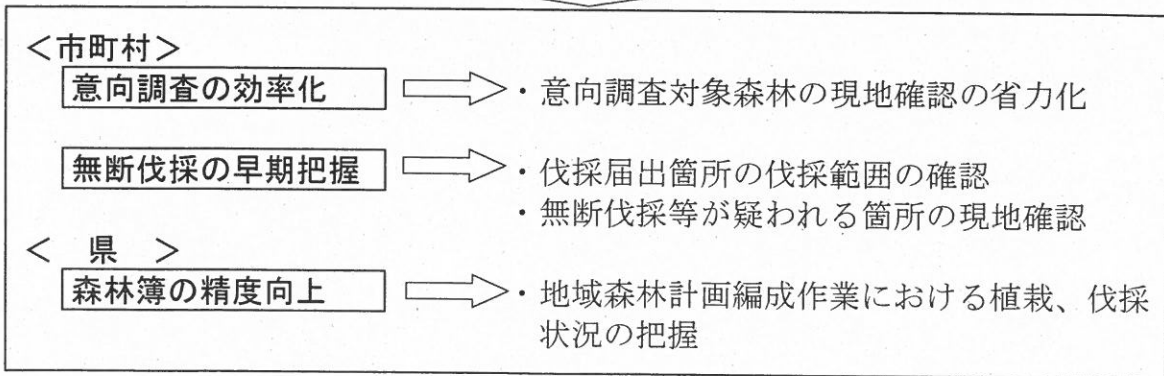 ＜市町村＞
意向調査の効率化
・意向調査対象森林の現地確認の省力化
無断伐採の早期把握
・伐採届出箇所の伐採範囲の確認
・無断伐採等が疑われる箇所の現地確認
＜　県　＞
森林簿の精度向上
・地域森林計画編成作業における植栽、伐採
状況の把握